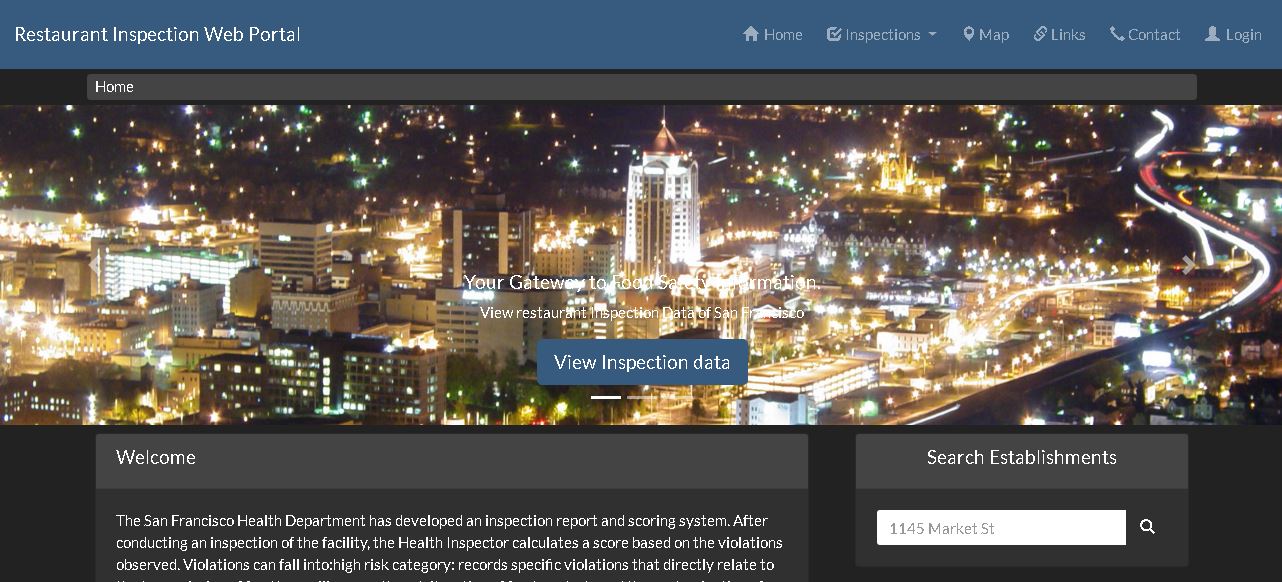 Restaurant Inspection Web Portal
Home Inspections Map Links Contact Login
Home
Your Gateway to Food Safety Information
View restaurant Inspection Data of San Francisco
View Inspection data
Welcome
Search Establishments
The San Francisco Health Department has developed an inspection report and scoring system. After
1145 Market St
conducting an inspection of the facility, the Health Inspector calculates a score based on the violations
observed. Violations can fall into:high risk category: records specific violations that directly relate to